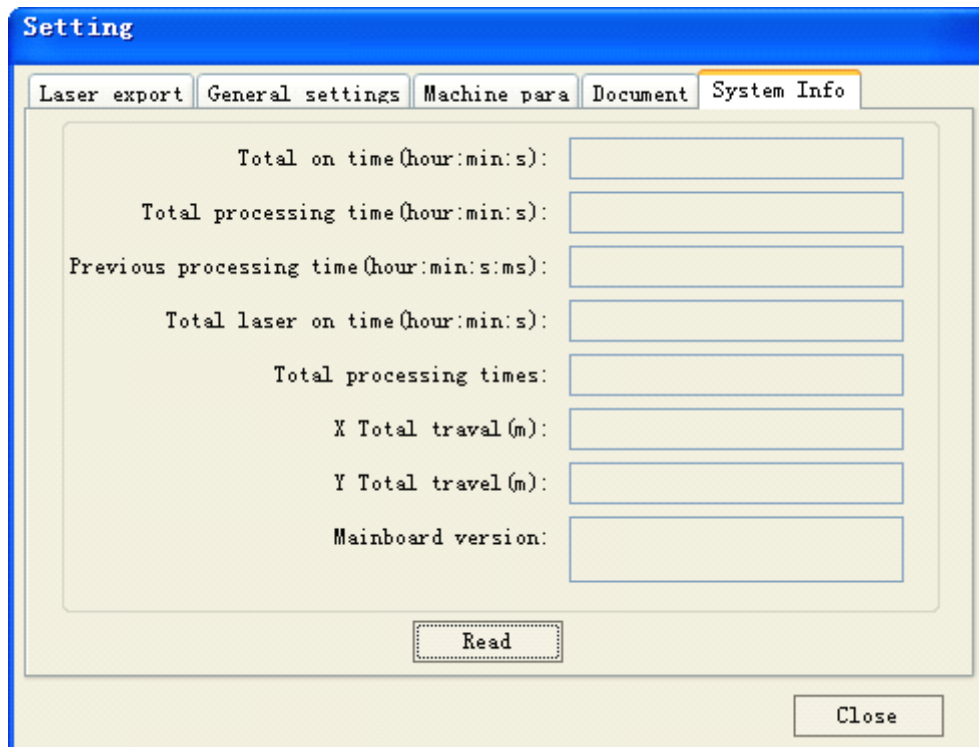 Setting
Laser export General settings Machine para Document System Info
Total on time(hour:min:s):
Total processing time(hour:min:s):
Previous processing time(hour:min:s:ms):
Total laser on time(hour:min:s):
Total processing times:
X Total traval(m):
Y Total travel(m):
Mainboard version:
Read
Close